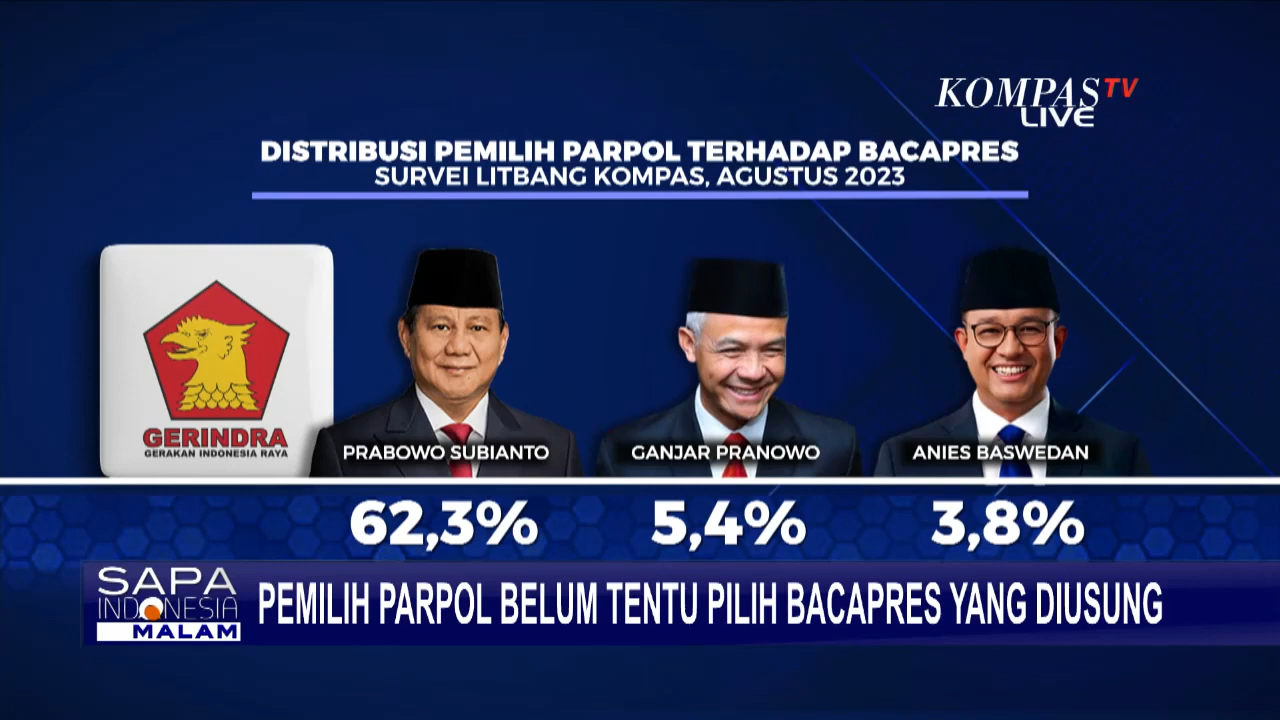 KOMPAS TV
LIVE
DISTRIBUSI PEMILIH PARPOL TERHADAP BACAPRES
SURVEI LITBANG KOMPAS, AGUSTUS 2023
GERINDRA
GERAKAN INDONESIA RAYA
PRABOWO SUBIANTO
GANJAR PRANOWO
ANIES BASWEDAN
62,3%
5,4%
3,8%
SAPA
INDONESIA
MALAM
PEMILIH PARPOL BELUM TENTU PILIH BACAPRES YANG DIUSUNG